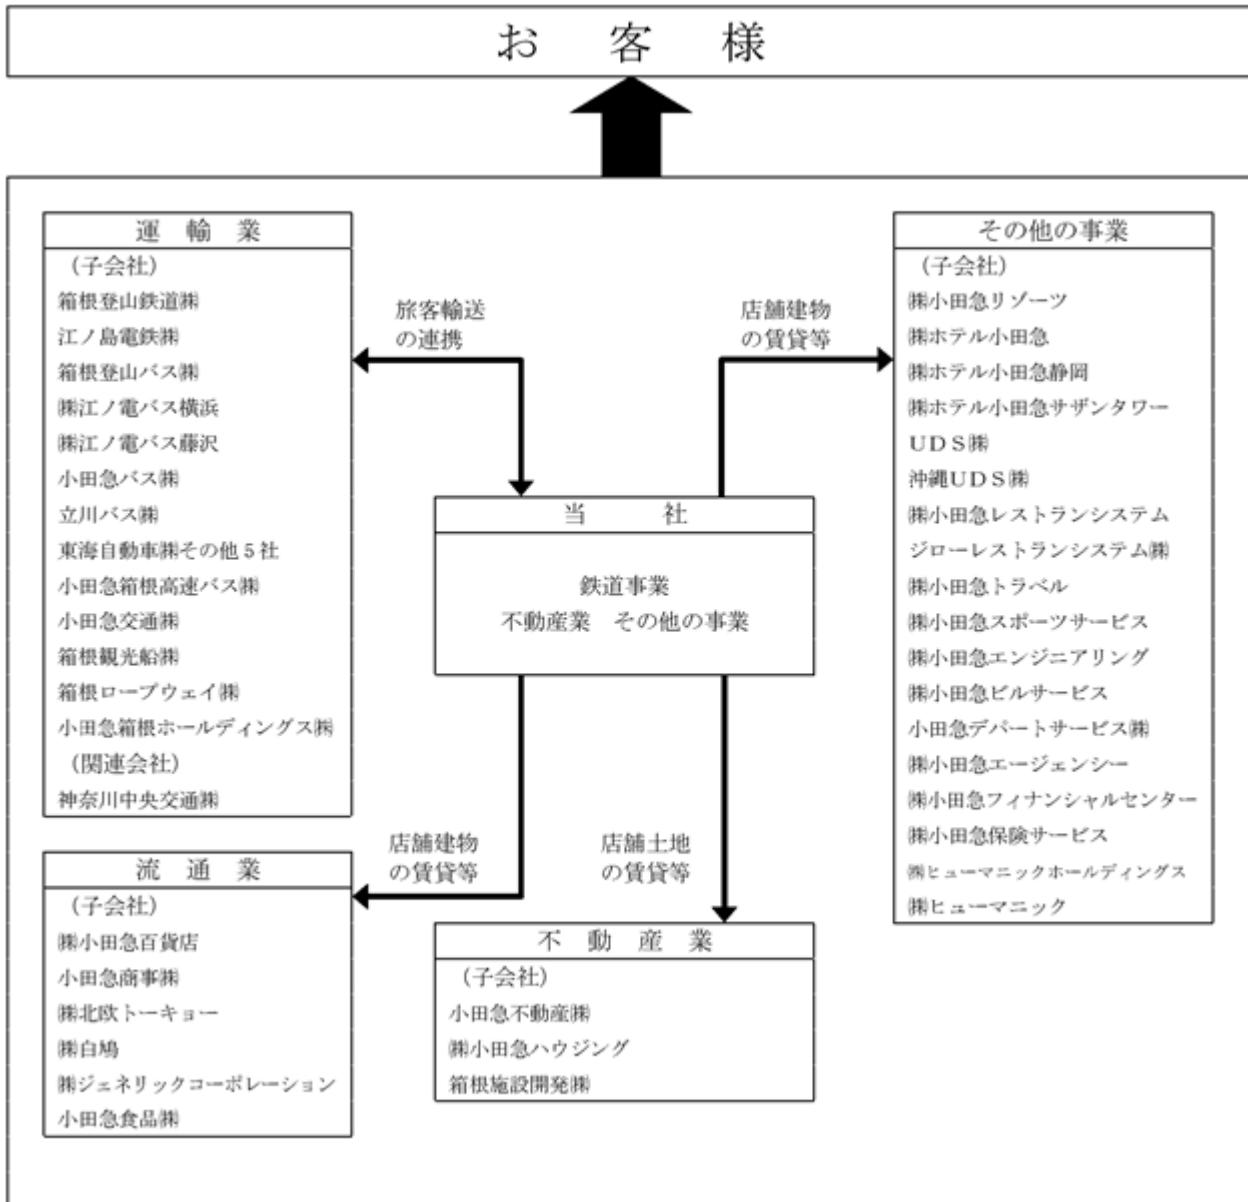 お客様
運輸業
(子会社)
箱根登山鉄道㈱
江ノ島電鉄㈱
箱根登山バス㈱
㈱江ノ電バス横浜
㈱江ノ電バス藤沢
小田急バス㈱
立川バス㈱
東海自動車㈱その他5社
小田急箱根高速バス㈱
小田急交通㈱
箱根観光船㈱
箱根ロープウェイ㈱
小田急箱根ホールディングス㈱
(関連会社)
神奈川中央交通㈱
旅客輸送
の連携
店舗建物
の賃貸等
その他の事業
(子会社)
㈱小田急リゾーツ
㈱ホテル小田急
㈱ホテル小田急静岡
㈱ホテル小田急サザンタワー
UDS㈱
沖縄UDS㈱
㈱小田急レストランシステム
ジローレストランシステム㈱
㈱小田急トラベル
㈱小田急スポーツサービス
㈱小田急エンジニアリング
㈱小田急ビルサービス
小田急デパートサービス㈱
㈱小田急エージェンシー
㈱小田急フィナンシャルセンター
㈱小田急保険サービス
㈱ヒューマニックホールディングス
㈱ヒューマニック
当社
鉄道事業
不動産業 その他の事業
店舗建物
の賃貸等
店舗土地
の賃貸等
流通業
(子会社)
㈱小田急百貨店
小田急商事㈱
㈱北欧トーキョー
㈱白鳩
㈱ジェネリックコーポレーション
小田急食品㈱
不動産業
(子会社)
小田急不動産㈱
㈱小田急ハウジング
箱根施設開発㈱